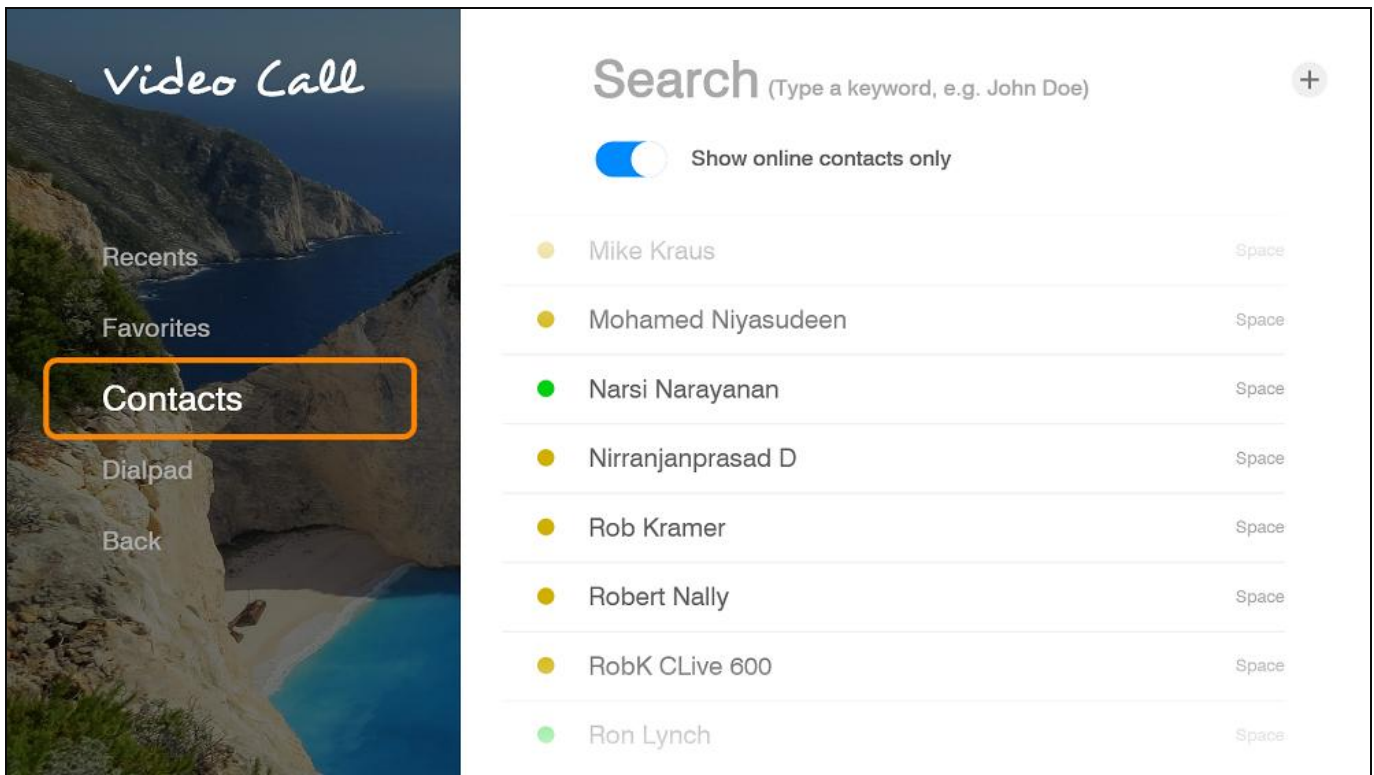 Video Call
Recents
Favorites
Contacts
Dialpad
Back
Search (Type a keyword, e.g. John Doe)
Show online contacts only
Mike Kraus Space
Mohamed Niyasudeen Space
Narsi Narayanan Space
Nirranjanprasad D Space
Rob Kramer Space
Robert Nally Space
RobK CLive 600 Space
Ron Lynch Space